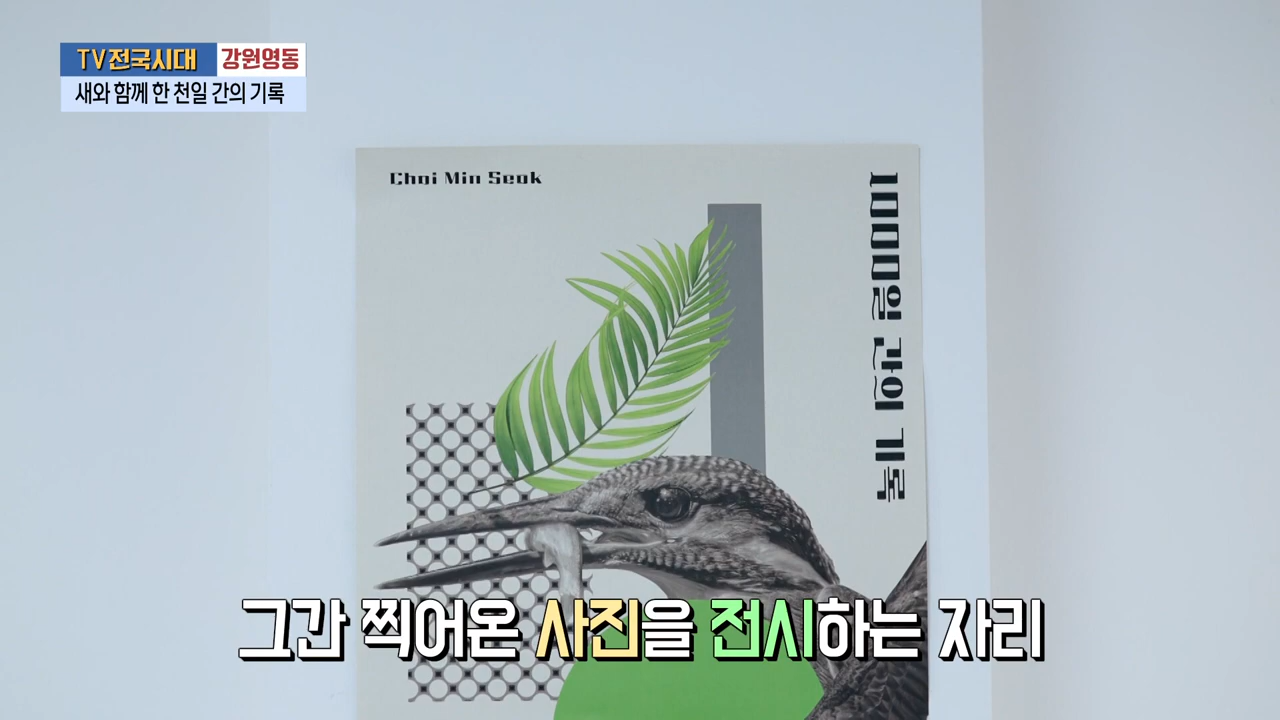 TV전국시대 강원영동
새와 함께 한 천일 간의 기록
Choi Min Seok
1000일 간의 기록
그간 찍어온 사진을 전시하는 자리